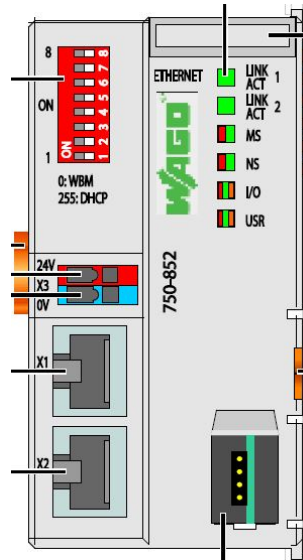 8
ON
1
ON
1 2 3 4 5 6 7 8
0: WBM
255: DHCP
24V
X3
0V
X1
X2
ETHERNET
WAGO
750-852
LINK
ACT 1
LINK
ACT 2
MS
NS
I/O
USR